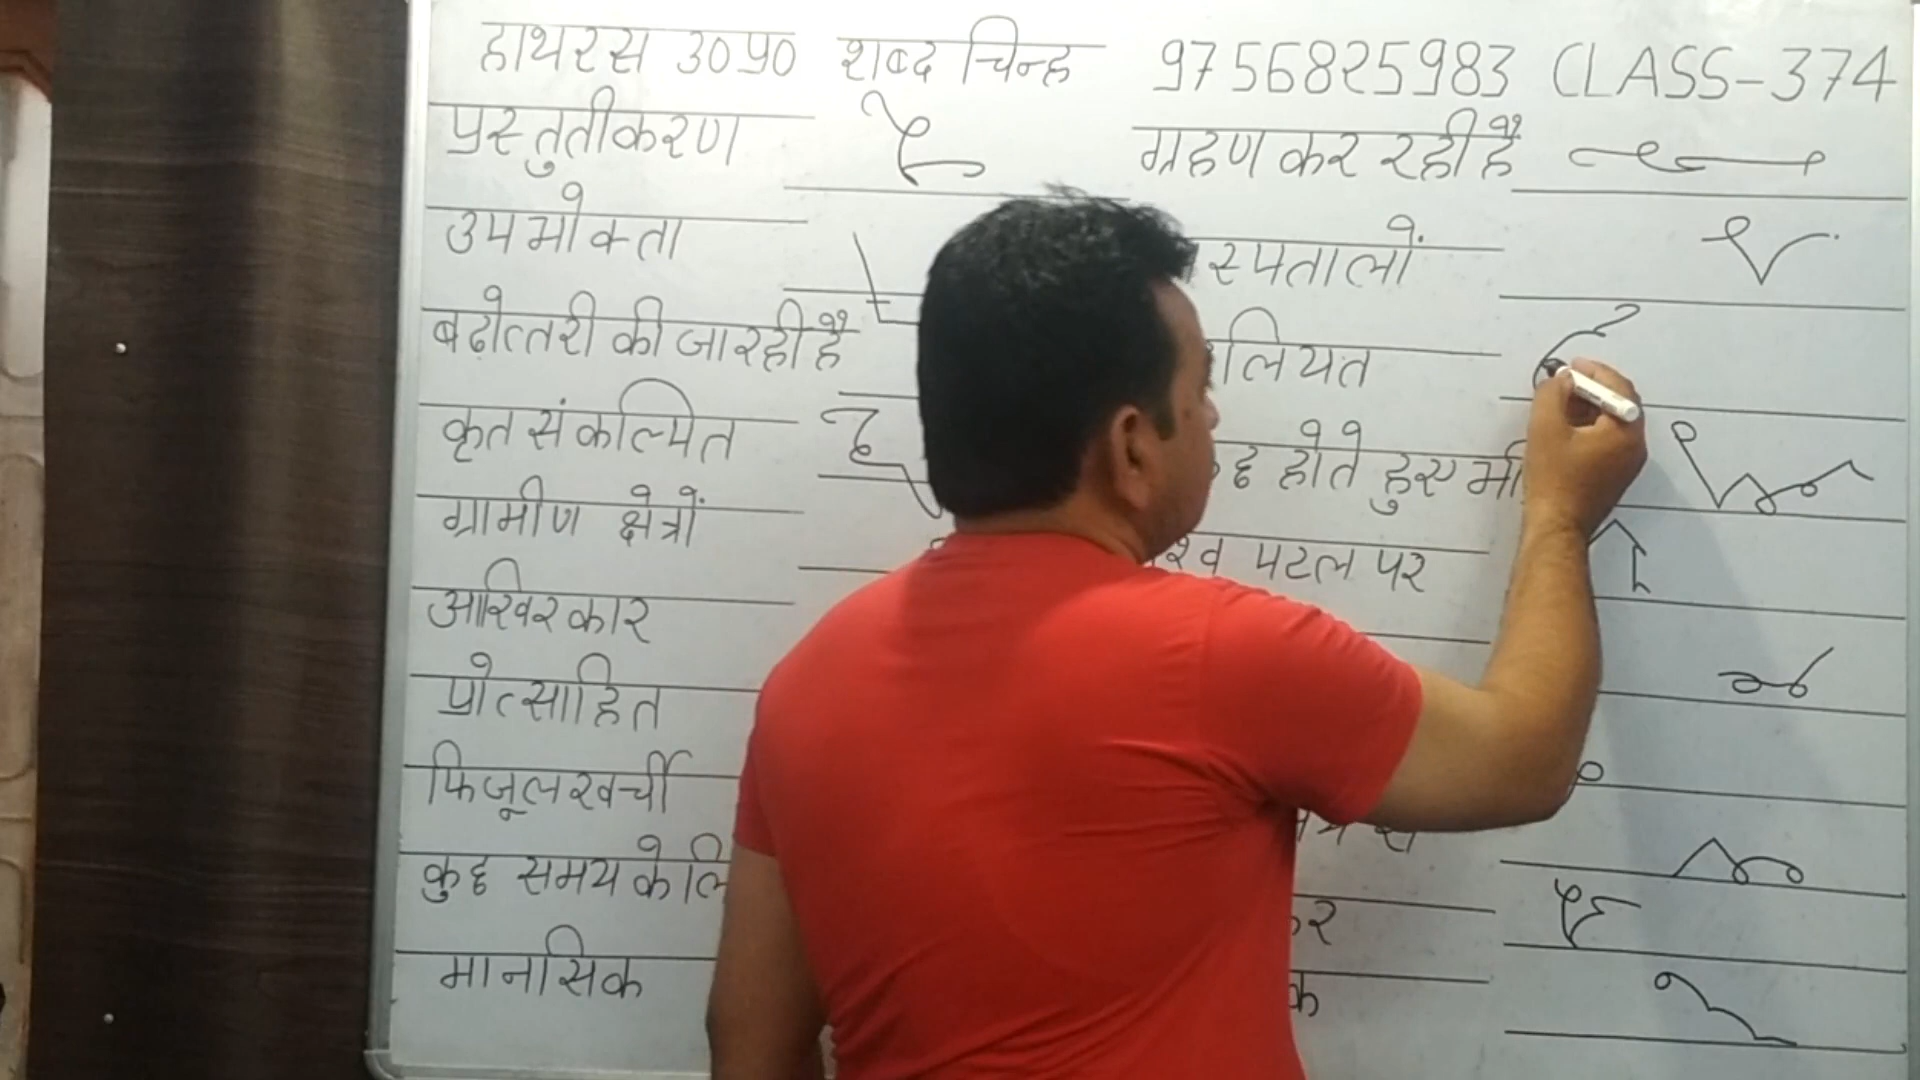 हाथरस उ०प्र० शब्द चिन्ह 9756825983 CLASS-374
प्रस्तुतीकरण ग्रहण कर रही है
उपभोक्ता स्पतालों
बढ़ोत्तरी की जा रही है लियत
कृत संकल्पित होते हुए भी
ग्रामीण क्षेत्रों श्व पटल पर
आखिरकार
प्रोत्साहित
फिजूलखर्ची
कुछ समय के लि
मानसिक